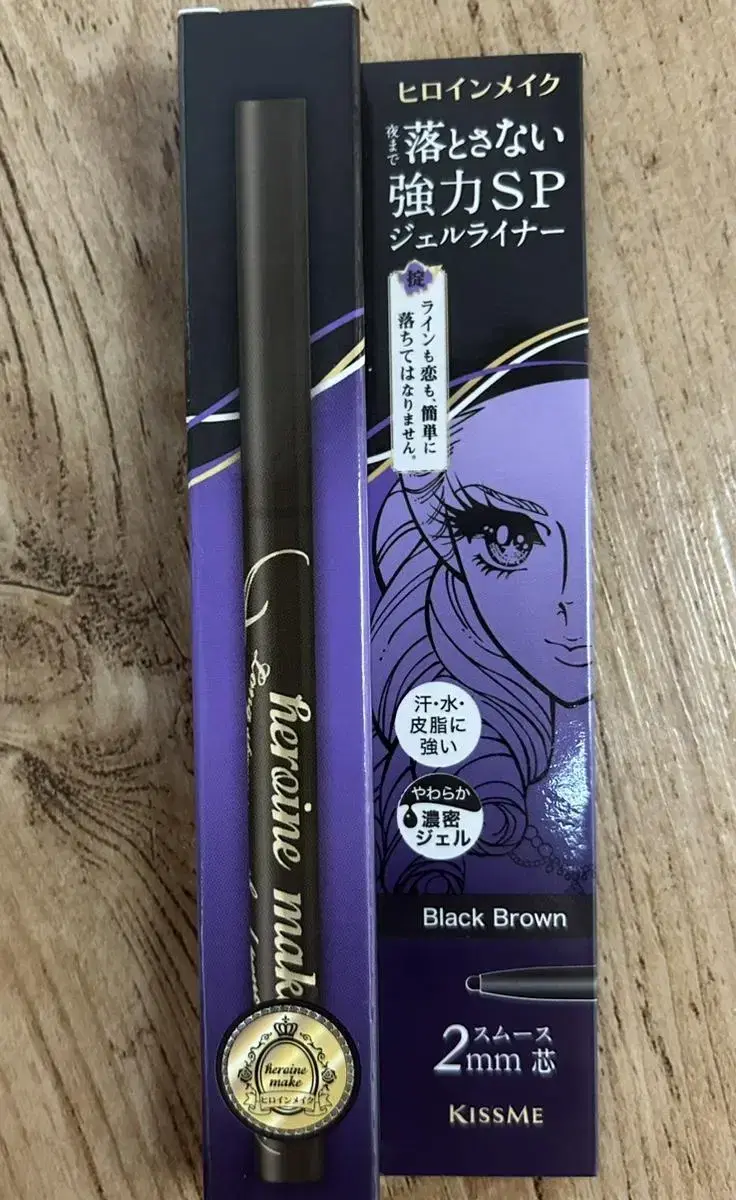 ヒロインメイク
夜まで
落とさない
強力SP
ジェルライナー
掟
ラインも恋も、簡単に
落ちてはなりません。
汗・水・
皮脂に
強い
やわらか
濃密
ジェル
Black Brown
スムース
2mm 芯
KISSME
heroine mak
heroine
make
ヒロインメイク